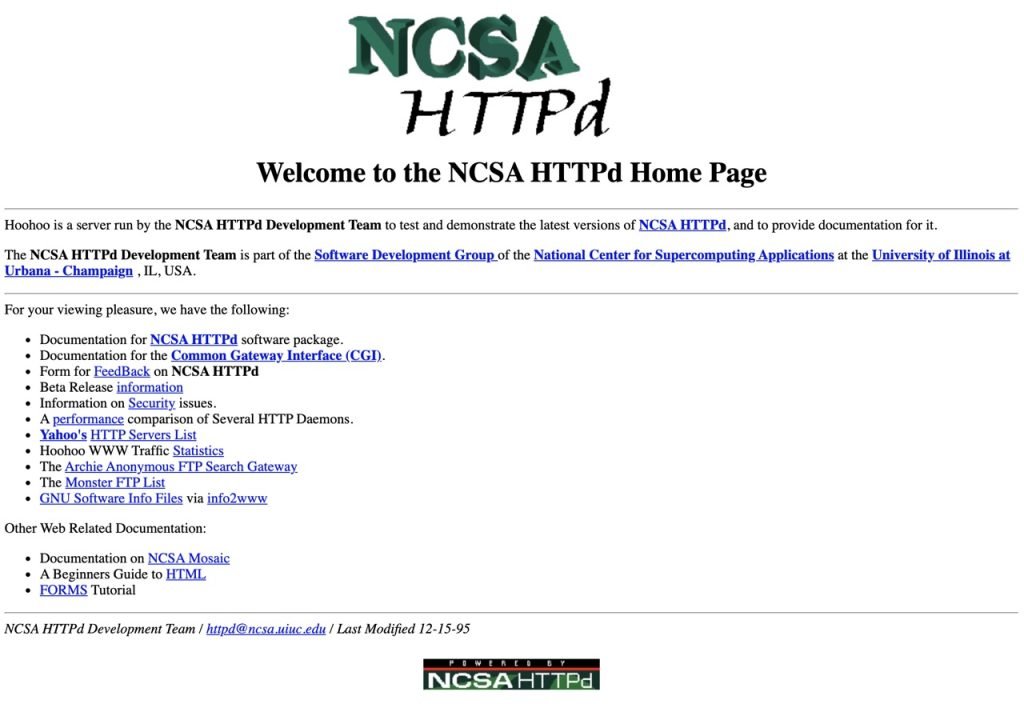 NCSA
HTTPd
Welcome to the NCSA HTTPd Home Page
Hoohoo is a server run by the NCSA HTTPd Development Team to test and demonstrate the latest versions of NCSA HTTPd, and to provide documentation for it.
The NCSA HTTPd Development Team is part of the Software Development Group of the National Center for Supercomputing Applications at the University of Illinois at
Urbana - Champaign , IL, USA.
For your viewing pleasure, we have the following:
• Documentation for NCSA HTTPd software package.
• Documentation for the Common Gateway Interface (CGI).
• Form for FeedBack on NCSA HTTPd
• Beta Release information
• Information on Security issues.
• A performance comparison of Several HTTP Daemons.
• Yahoo's HTTP Servers List
• Hoohoo WWW Traffic Statistics
• The Archie Anonymous FTP Search Gateway
• The Monster FTP List
• GNU Software Info Files via info2www
Other Web Related Documentation:
• Documentation on NCSA Mosaic
• A Beginners Guide to HTML
• FORMS Tutorial
NCSA HTTPd Development Team / httpd@ncsa.uiuc.edu / Last Modified 12-15-95
POWERED BY
NCSA HTTPd